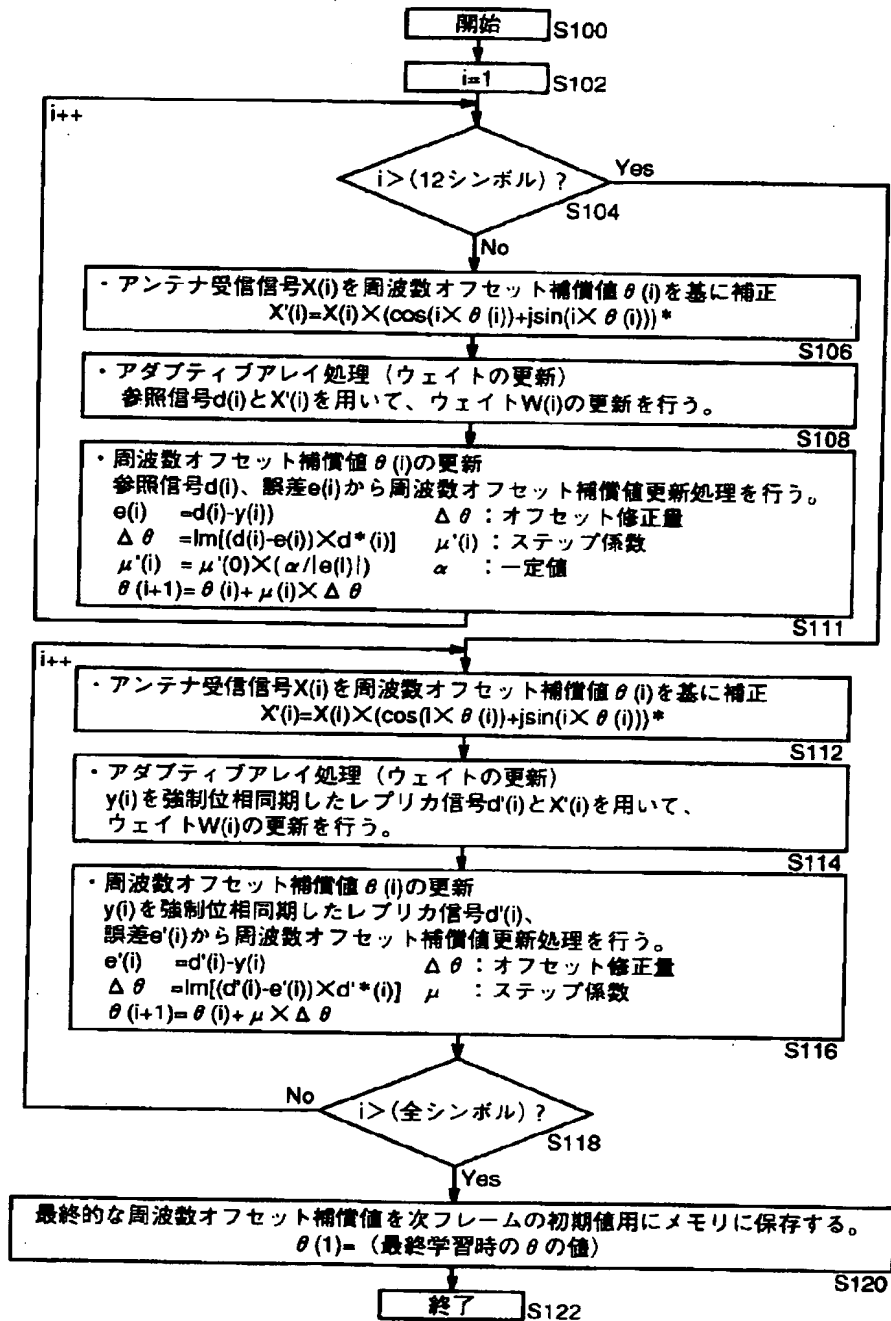 開始
S100
i=1
S102
i++
i＞(12シンボル)？
Yes
S104
No
・アンテナ受信信号X(i)を周波数オフセット補償値θ(i)を基に補正
X'(i)=X(i)×(cos(i×θ(i))+jsin(i×θ(i)))*
S106
・アダプティブアレイ処理（ウェイトの更新）
参照信号d(i)とX'(i)を用いて、ウェイトW(i)の更新を行う。
S108
・周波数オフセット補償値θ(i)の更新
参照信号d(i)、誤差e(i)から周波数オフセット補償値更新処理を行う。
e(i) =d(i)-y(i)) Δθ：オフセット修正量
Δθ =Im[(d(i)-e(i))×d*(i)] μ'(i)：ステップ係数
μ'(i) =μ'(0)×(α/|e(i)|) α：一定値
θ(i+1)=θ(i)+μ(i)×Δθ
S111
i++
・アンテナ受信信号X(i)を周波数オフセット補償値θ(i)を基に補正
X'(i)=X(i)×(cos(i×θ(i))+jsin(i×θ(i)))*
S112
・アダプティブアレイ処理（ウェイトの更新）
y(i)を強制位相同期したレプリカ信号d'(i)とX'(i)を用いて、
ウェイトW(i)の更新を行う。
S114
・周波数オフセット補償値θ(i)の更新
y(i)を強制位相同期したレプリカ信号d'(i)、
誤差e'(i)から周波数オフセット補償値更新処理を行う。
e'(i) =d'(i)-y(i) Δθ：オフセット修正量
Δθ =Im[(d'(i)-e'(i))×d'*(i)] μ：ステップ係数
θ(i+1)=θ(i)+μ×Δθ
S116
No
i＞(全シンボル)？
S118
Yes
最終的な周波数オフセット補償値を次フレームの初期値用にメモリに保存する。
θ(1)=（最終学習時のθの値）
S120
終了
S122